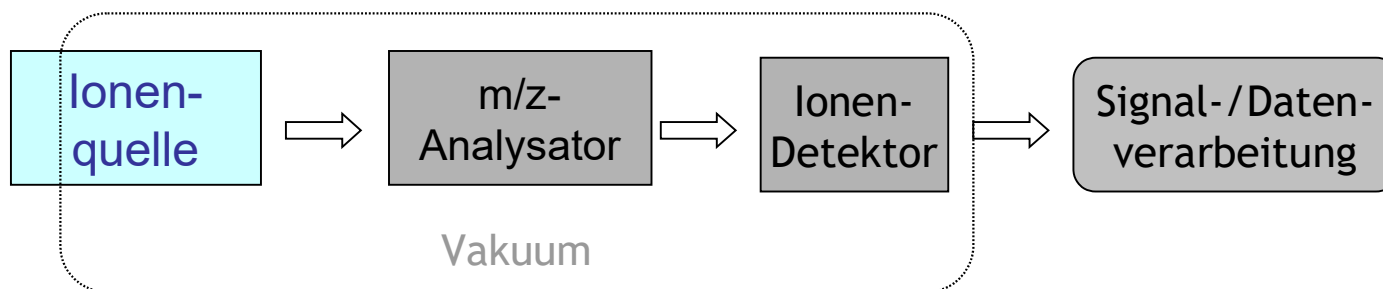 Ionen-
quelle
m/z-
Analysator
Ionen-
Detektor
Signal-/Daten-
verarbeitung
Vakuum